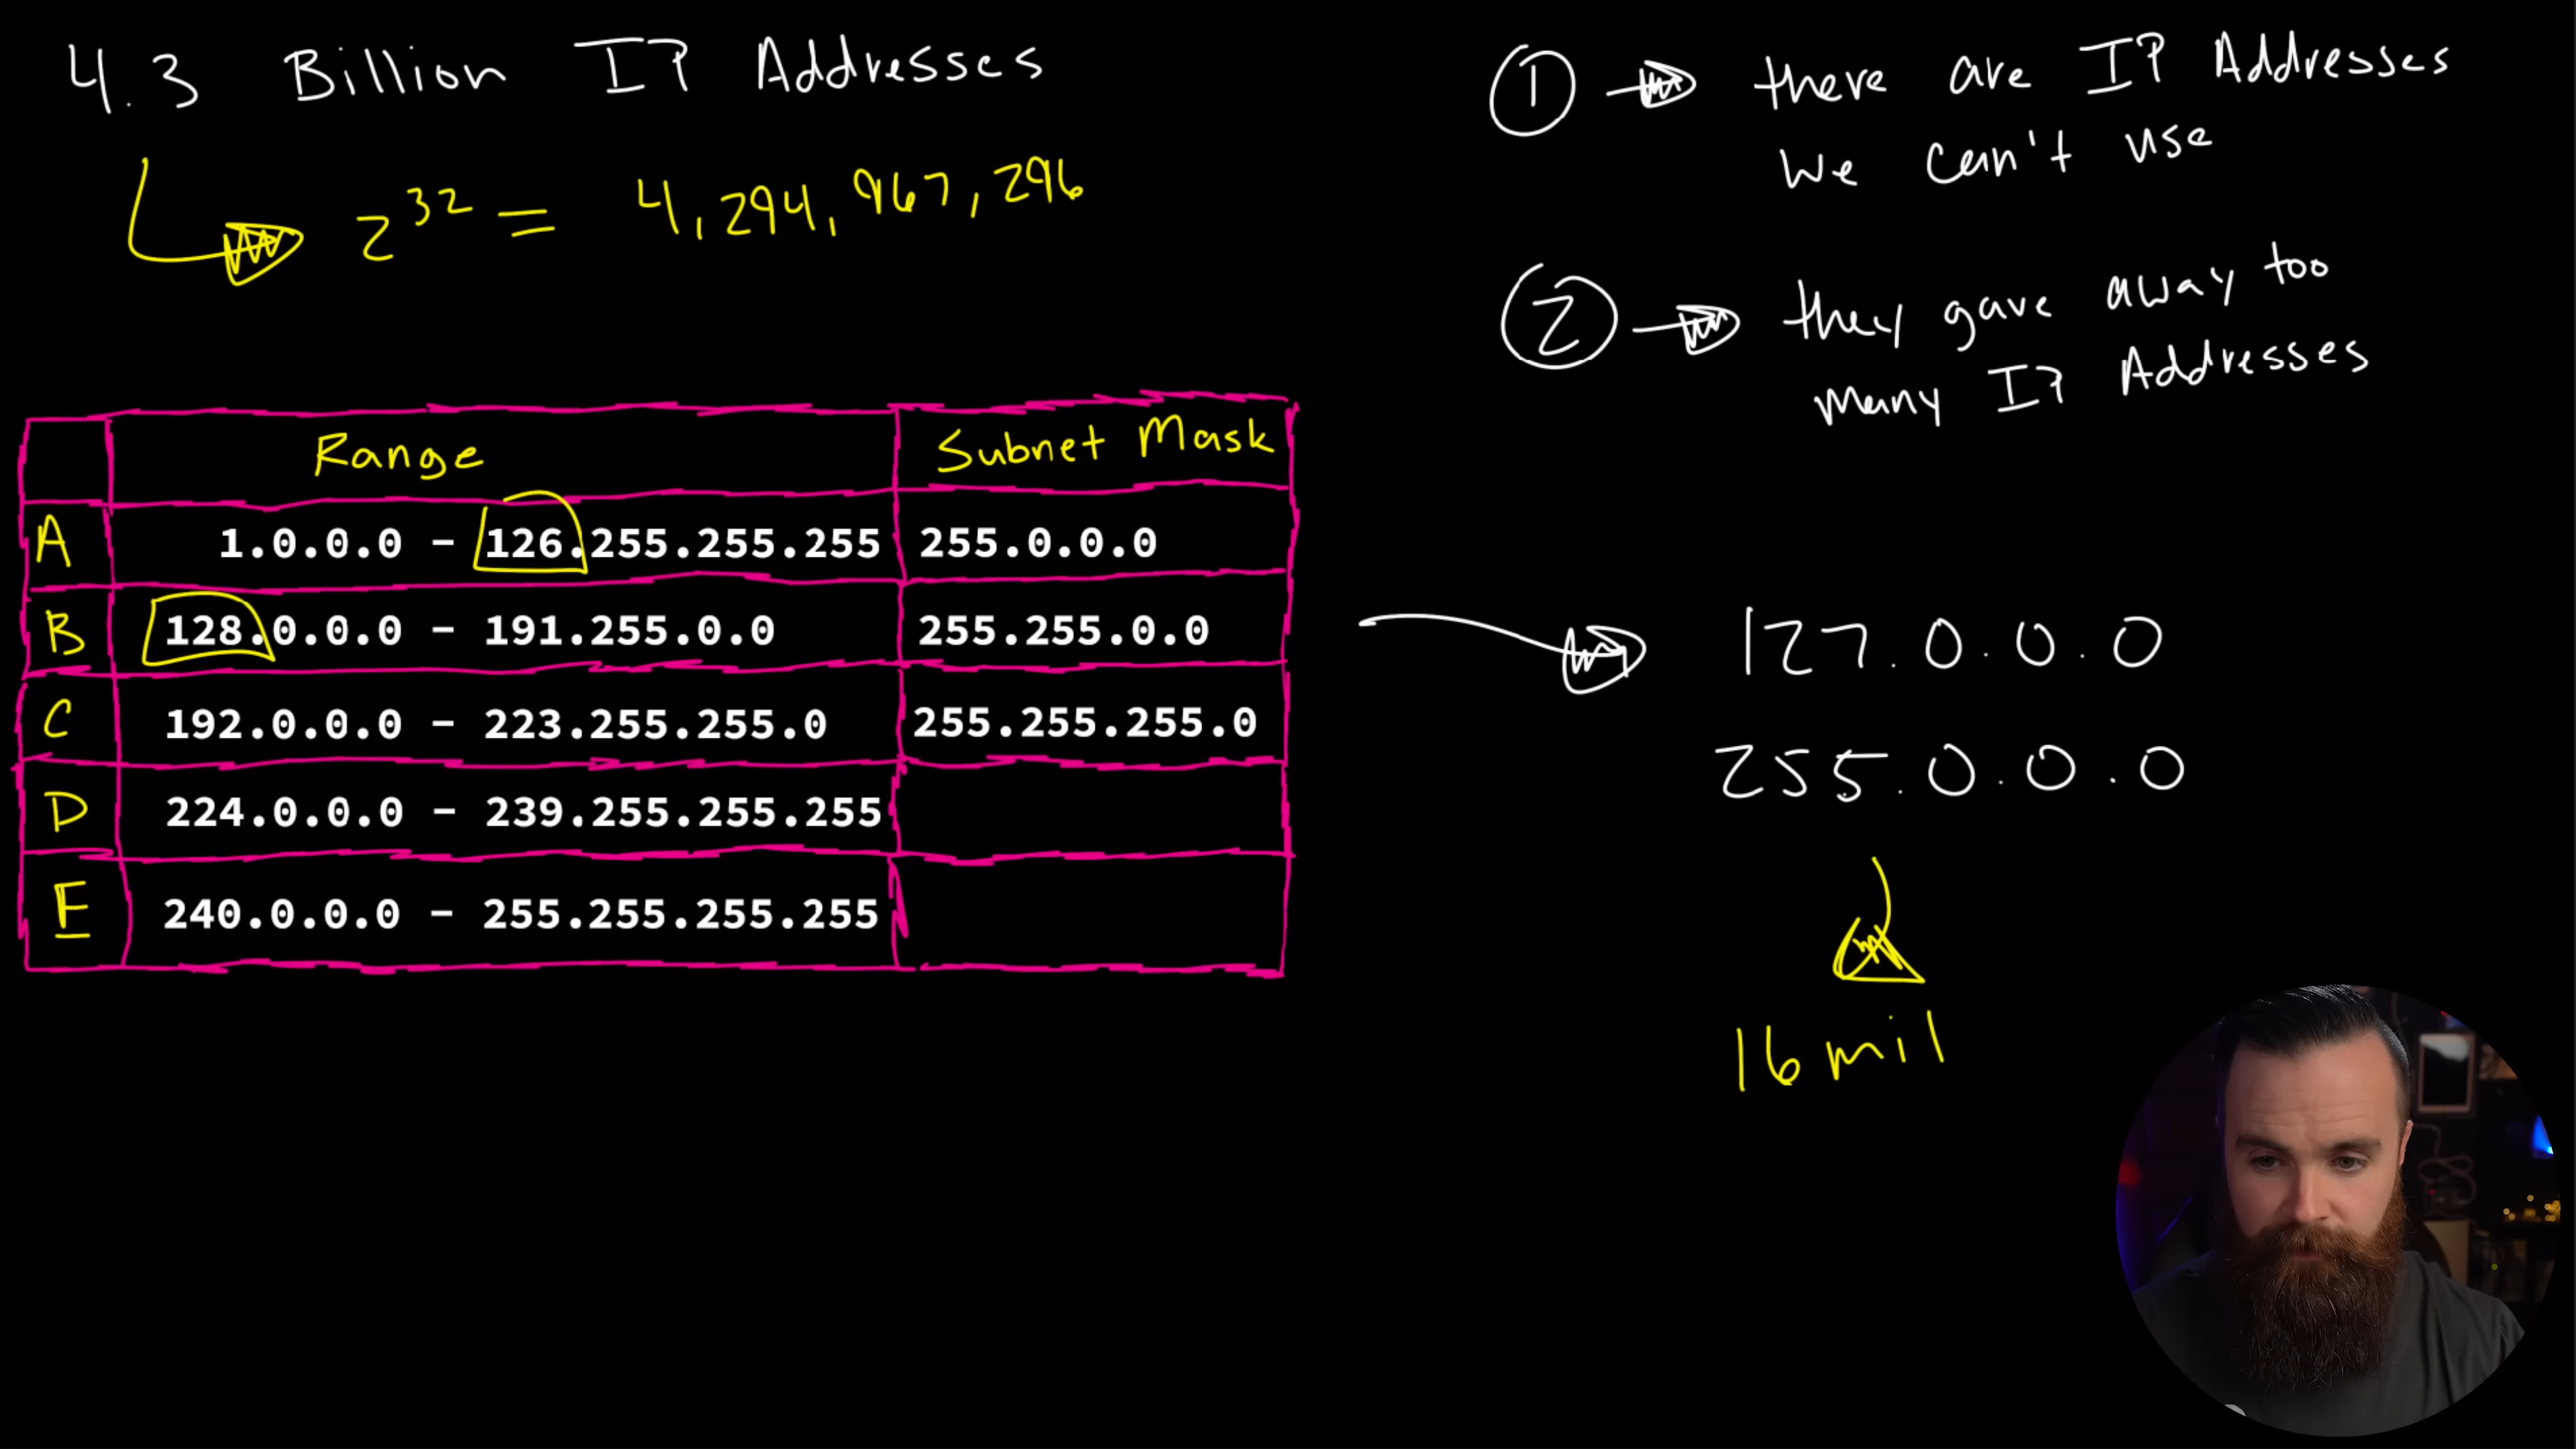 4.3 Billion IP Addresses
2^32 = 4,294,967,296
① there are IP Addresses
we can't use
② they gave away too
many IP Addresses
Range Subnet Mask
A 1.0.0.0 - 126.255.255.255 255.0.0.0
B 128.0.0.0 - 191.255.0.0 255.255.0.0
C 192.0.0.0 - 223.255.255.0 255.255.255.0
D 224.0.0.0 - 239.255.255.255
E 240.0.0.0 - 255.255.255.255
127.0.0.0
255.0.0.0
16 mil